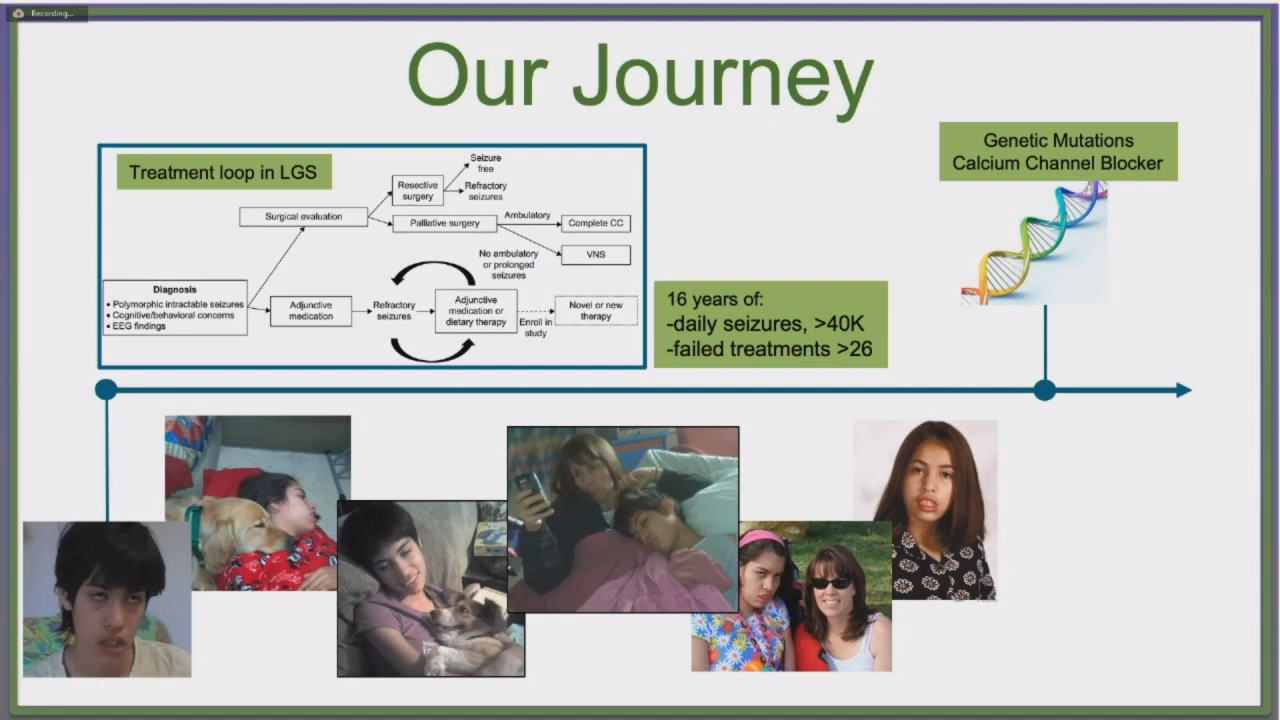 Recording...
Our Journey
Treatment loop in LGS
Seizure
free
Resective
surgery
Refractory
seizures
Surgical evaluation
Palliative surgery
Ambulatory
Complete CC
No ambulatory
or prolonged
seizures
VNS
Diagnosis
• Polymorphic intractable seizures
• Cognitive/behavioral concerns
• EEG findings
Adjunctive
medication
Refractory
seizures
Adjunctive
medication or
dietary therapy
Enroll in
study
Novel or new
therapy
16 years of:
-daily seizures, >40K
-failed treatments >26
Genetic Mutations
Calcium Channel Blocker